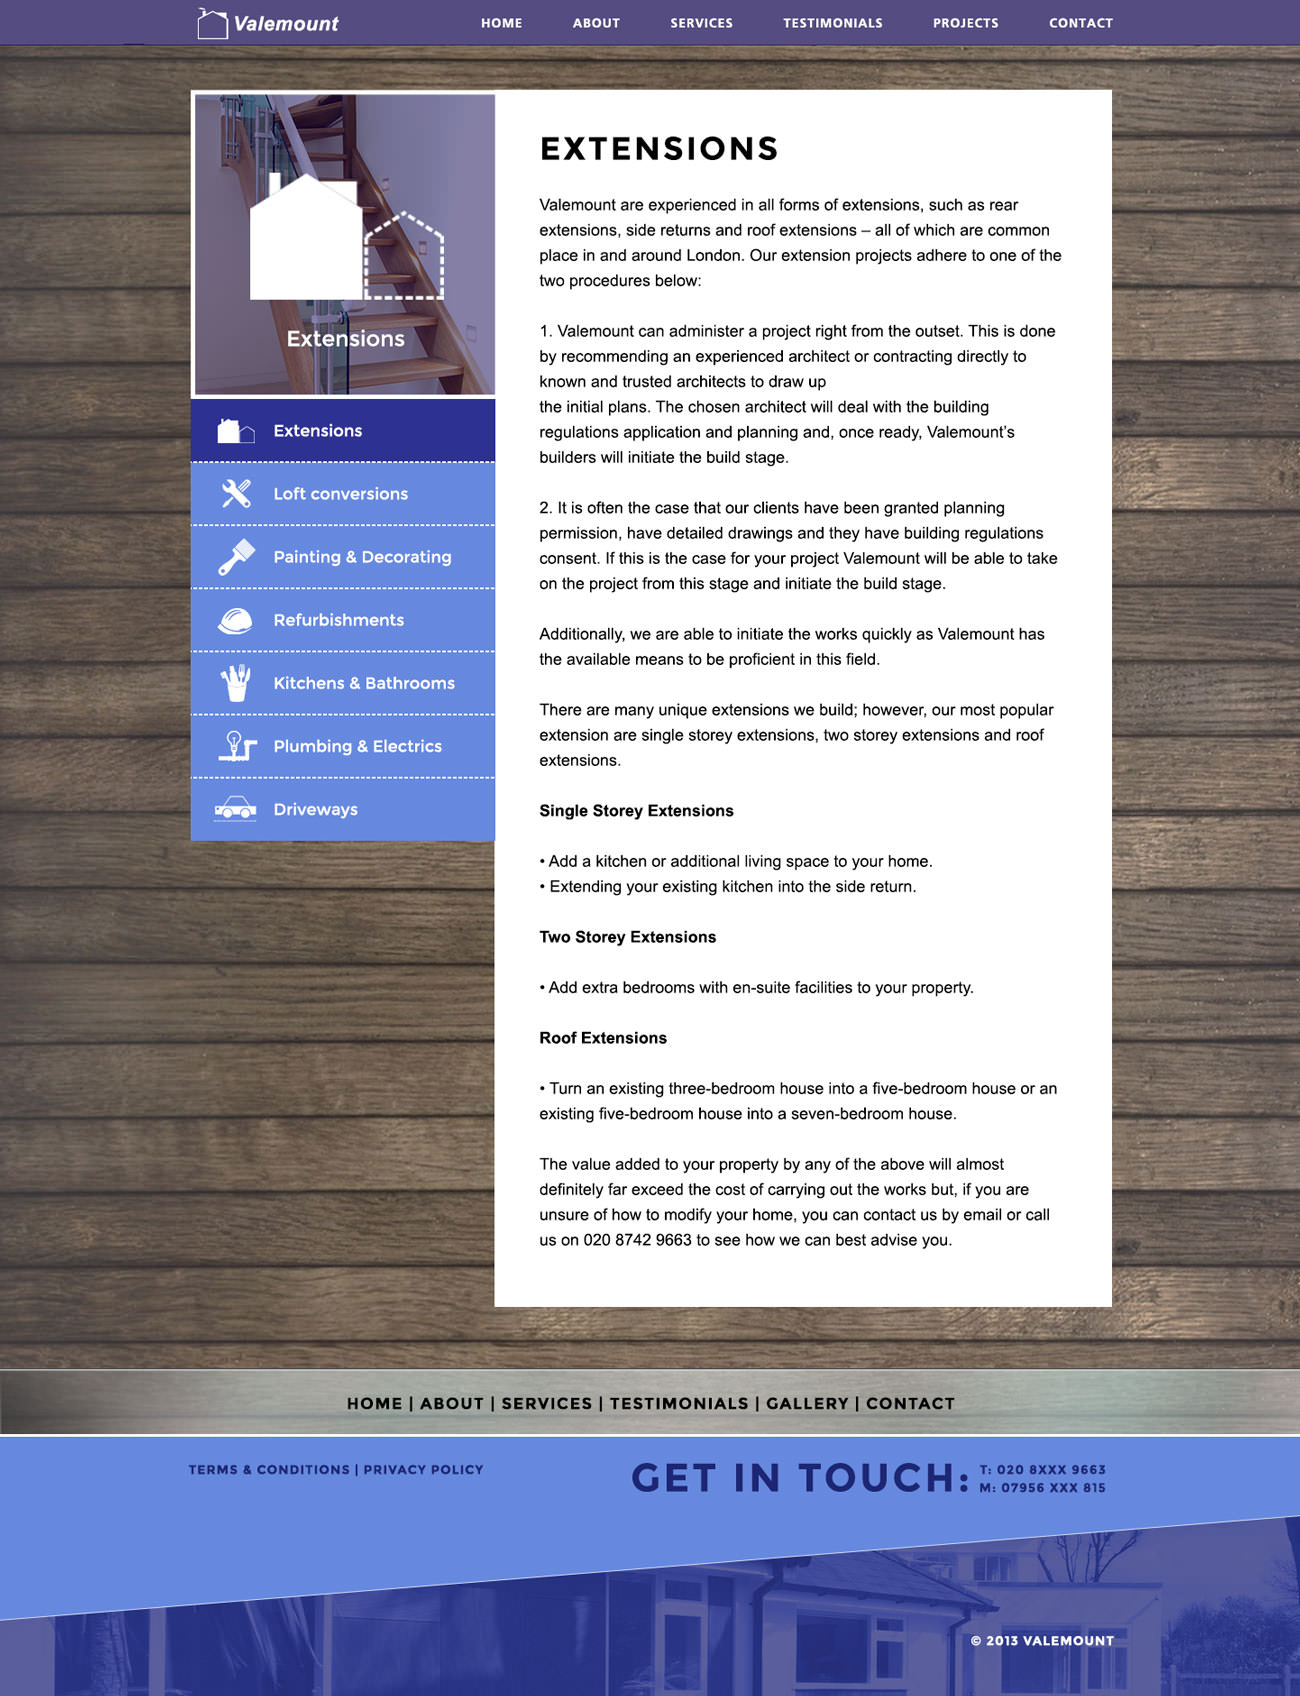 Valemount
HOME ABOUT SERVICES TESTIMONIALS PROJECTS CONTACT
Extensions
Extensions
Loft conversions
Painting & Decorating
Refurbishments
Kitchens & Bathrooms
Plumbing & Electrics
Driveways
EXTENSIONS
Valemount are experienced in all forms of extensions, such as rear
extensions, side returns and roof extensions – all of which are common
place in and around London. Our extension projects adhere to one of the
two procedures below:
1. Valemount can administer a project right from the outset. This is done
by recommending an experienced architect or contracting directly to
known and trusted architects to draw up
the initial plans. The chosen architect will deal with the building
regulations application and planning and, once ready, Valemount’s
builders will initiate the build stage.
2. It is often the case that our clients have been granted planning
permission, have detailed drawings and they have building regulations
consent. If this is the case for your project Valemount will be able to take
on the project from this stage and initiate the build stage.
Additionally, we are able to initiate the works quickly as Valemount has
the available means to be proficient in this field.
There are many unique extensions we build; however, our most popular
extension are single storey extensions, two storey extensions and roof
extensions.
Single Storey Extensions
• Add a kitchen or additional living space to your home.
• Extending your existing kitchen into the side return.
Two Storey Extensions
• Add extra bedrooms with en-suite facilities to your property.
Roof Extensions
• Turn an existing three-bedroom house into a five-bedroom house or an
existing five-bedroom house into a seven-bedroom house.
The value added to your property by any of the above will almost
definitely far exceed the cost of carrying out the works but, if you are
unsure of how to modify your home, you can contact us by email or call
us on 020 8742 9663 to see how we can best advise you.
HOME | ABOUT | SERVICES | TESTIMONIALS | GALLERY | CONTACT
TERMS & CONDITIONS | PRIVACY POLICY
GET IN TOUCH:
T: 020 8XXX 9663
M: 07956 XXX 815
© 2013 VALEMOUNT